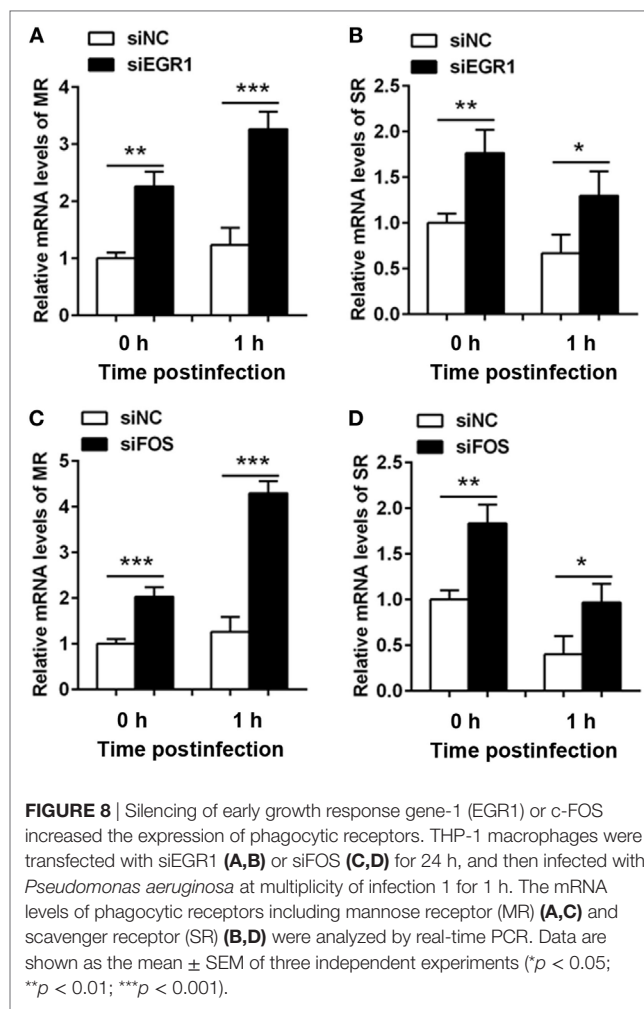 A
siNC
siEGR1
Relative mRNA levels of MR
4
3
2
1
0
**
***
0 h
1 h
Time postinfection
B
siNC
siEGR1
Relative mRNA levels of SR
2.5
2.0
1.5
1.0
0.5
0.0
**
*
0 h
1 h
Time postinfection
C
siNC
siFOS
Relative mRNA levels of MR
5
4
3
2
1
0
***
***
0 h
1 h
Time postinfection
D
siNC
siFOS
Relative mRNA levels of SR
2.5
2.0
1.5
1.0
0.5
0.0
**
*
0 h
1 h
Time postinfection
FIGURE 8 | Silencing of early growth response gene-1 (EGR1) or c-FOS
increased the expression of phagocytic receptors. THP-1 macrophages were
transfected with siEGR1 (A,B) or siFOS (C,D) for 24 h, and then infected with
Pseudomonas aeruginosa at multiplicity of infection 1 for 1 h. The mRNA
levels of phagocytic receptors including mannose receptor (MR) (A,C) and
scavenger receptor (SR) (B,D) were analyzed by real-time PCR. Data are
shown as the mean ± SEM of three independent experiments (*p < 0.05;
**p < 0.01; ***p < 0.001).